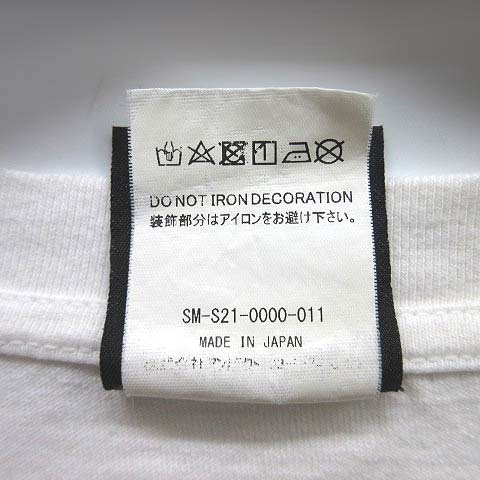 DO NOT IRON DECORATION
装飾部分はアイロンをお避け下さい。
SM-S21-0000-011
MADE IN JAPAN